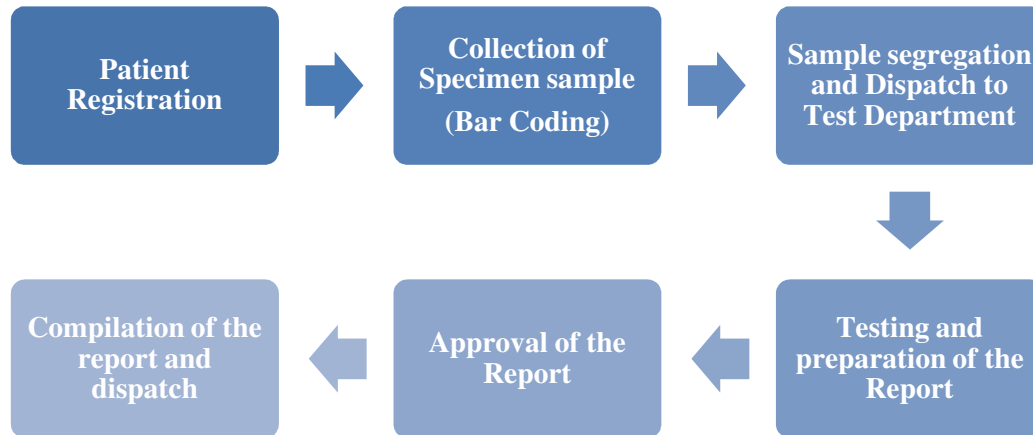 Patient
Registration
Collection of
Specimen sample
(Bar Coding)
Sample segregation
and Dispatch to
Test Department
Testing and
preparation of the
Report
Approval of the
Report
Compilation of the
report and
dispatch